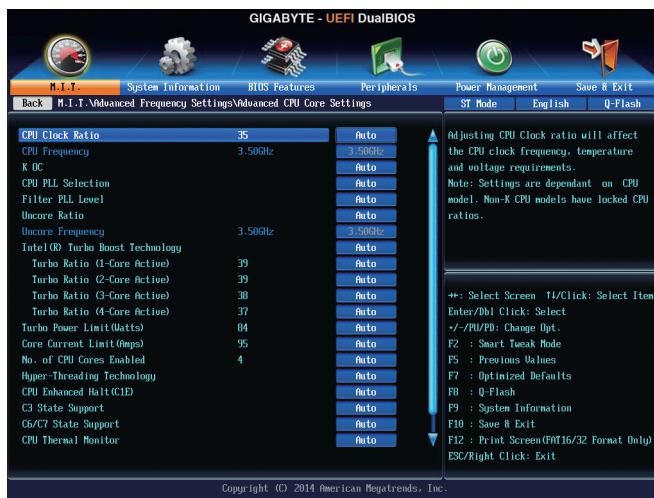 GIGABYTE - UEFI DualBIOS
M.I.T. System Information BIOS Features Peripherals Power Management Save & Exit
Back M.I.T.\Advanced Frequency Settings\Advanced CPU Core Settings ST Mode English Q-Flash
CPU Clock Ratio 35 Auto
CPU Frequency 3.50GHz 3.50GHz
K OC Auto
CPU PLL Selection Auto
Filter PLL Level Auto
Uncore Ratio Auto
Uncore Frequency 3.50GHz 3.50GHz
Intel(R) Turbo Boost Technology Auto
Turbo Ratio (1-Core Active) 39 Auto
Turbo Ratio (2-Core Active) 39 Auto
Turbo Ratio (3-Core Active) 38 Auto
Turbo Ratio (4-Core Active) 37 Auto
Turbo Power Limit(Watts) 84 Auto
Core Current Limit(Amps) 95 Auto
No. of CPU Cores Enabled 4 Auto
Hyper-Threading Technology Auto
CPU Enhanced Halt(C1E) Auto
C3 State Support Auto
C6/C7 State Support Auto
CPU Thermal Monitor Auto
Adjusting CPU Clock ratio will affect
the CPU clock frequency, temperature
and voltage requirements.
Note: Settings are dependant on CPU
model. Non-K CPU models have locked CPU
ratios.
→←: Select Screen ↑↓/Click: Select Item
Enter/Dbl Click: Select
+/-/PU/PD: Change Opt.
F2 : Smart Tweak Mode
F5 : Previous Values
F7 : Optimized Defaults
F8 : Q-Flash
F9 : System Information
F10 : Save & Exit
F12 : Print Screen(FAT16/32 Format Only)
ESC/Right Click: Exit
Copyright (C) 2014 American Megatrends, Inc.